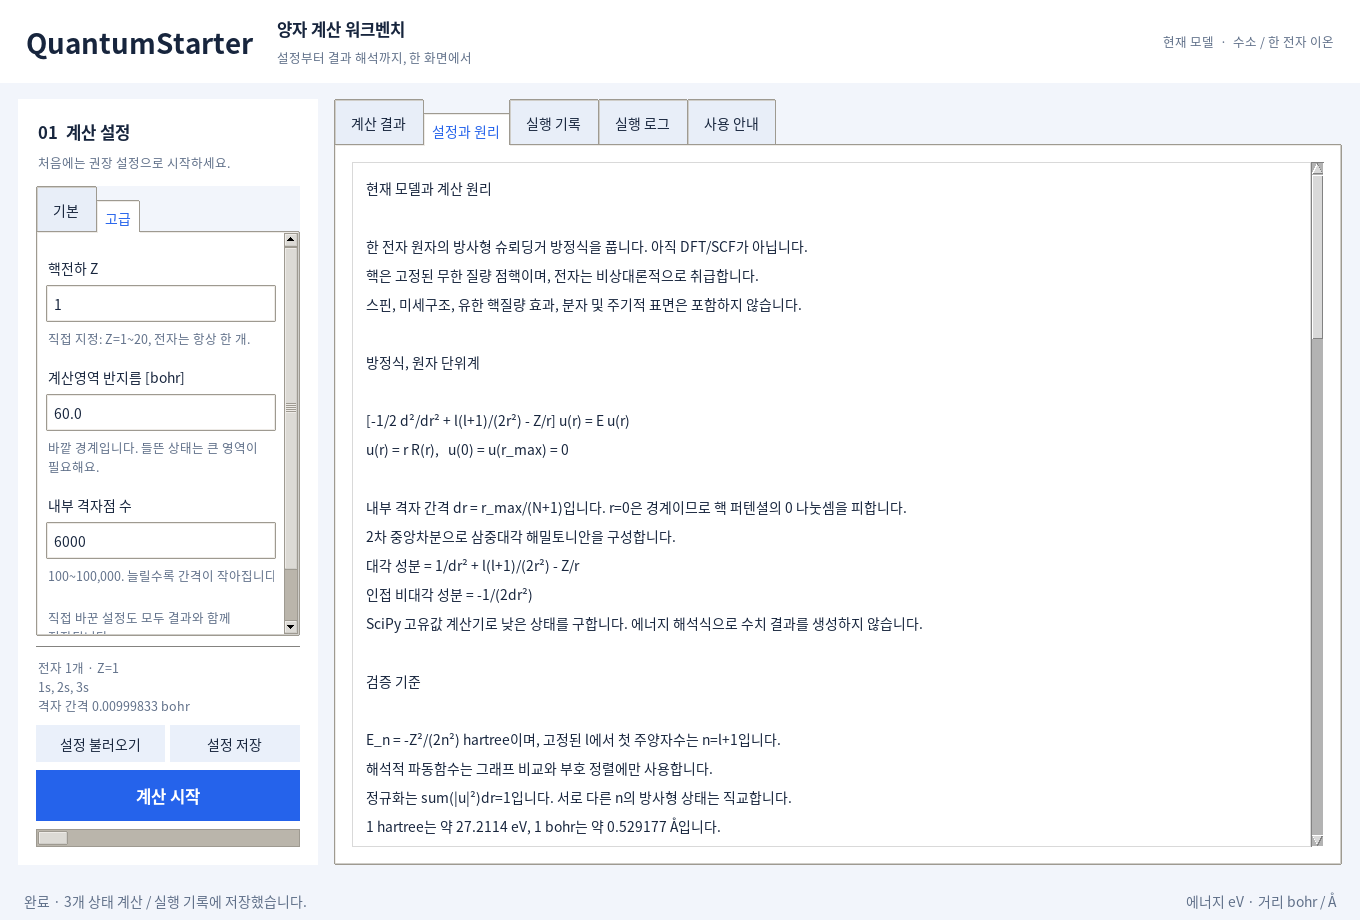 QuantumStarter
양자 계산 워크벤치
설정부터 결과 해석까지, 한 화면에서
현재 모델 · 수소 / 한 전자 이온
01 계산 설정
처음에는 권장 설정으로 시작하세요.
기본
고급
핵전하 Z
1
직접 지정: Z=1~20, 전자는 항상 한 개.
계산영역 반지름 [bohr]
60.0
바깥 경계입니다. 들뜬 상태는 큰 영역이
필요해요.
내부 격자점 수
6000
100~100,000. 늘릴수록 간격이 작아집니다
직접 바꾼 설정도 모두 결과와 함께
전자 1개 · Z=1
1s, 2s, 3s
격자 간격 0.00999833 bohr
설정 불러오기
설정 저장
계산 시작
계산 결과
설정과 원리
실행 기록
실행 로그
사용 안내
현재 모델과 계산 원리
한 전자 원자의 방사형 슈뢰딩거 방정식을 풉니다. 아직 DFT/SCF가 아닙니다.
핵은 고정된 무한 질량 점핵이며, 전자는 비상대론적으로 취급합니다.
스핀, 미세구조, 유한 핵질량 효과, 분자 및 주기적 표면은 포함하지 않습니다.
방정식, 원자 단위계
[-1/2 d²/dr² + l(l+1)/(2r²) - Z/r] u(r) = E u(r)
u(r) = r R(r), u(0) = u(r_max) = 0
내부 격자 간격 dr = r_max/(N+1)입니다. r=0은 경계이므로 핵 퍼텐셜의 0 나눗셈을 피합니다.
2차 중앙차분으로 삼중대각 해밀토니안을 구성합니다.
대각 성분 = 1/dr² + l(l+1)/(2r²) - Z/r
인접 비대각 성분 = -1/(2dr²)
SciPy 고유값 계산기로 낮은 상태를 구합니다. 에너지 해석식으로 수치 결과를 생성하지 않습니다.
검증 기준
E_n = -Z²/(2n²) hartree이며, 고정된 l에서 첫 주양자수는 n=l+1입니다.
해석적 파동함수는 그래프 비교와 부호 정렬에만 사용합니다.
정규화는 sum(|u|²)dr=1입니다. 서로 다른 n의 방사형 상태는 직교합니다.
1 hartree는 약 27.2114 eV, 1 bohr는 약 0.529177 Å입니다.
완료 · 3개 상태 계산 / 실행 기록에 저장했습니다.
에너지 eV · 거리 bohr / Å